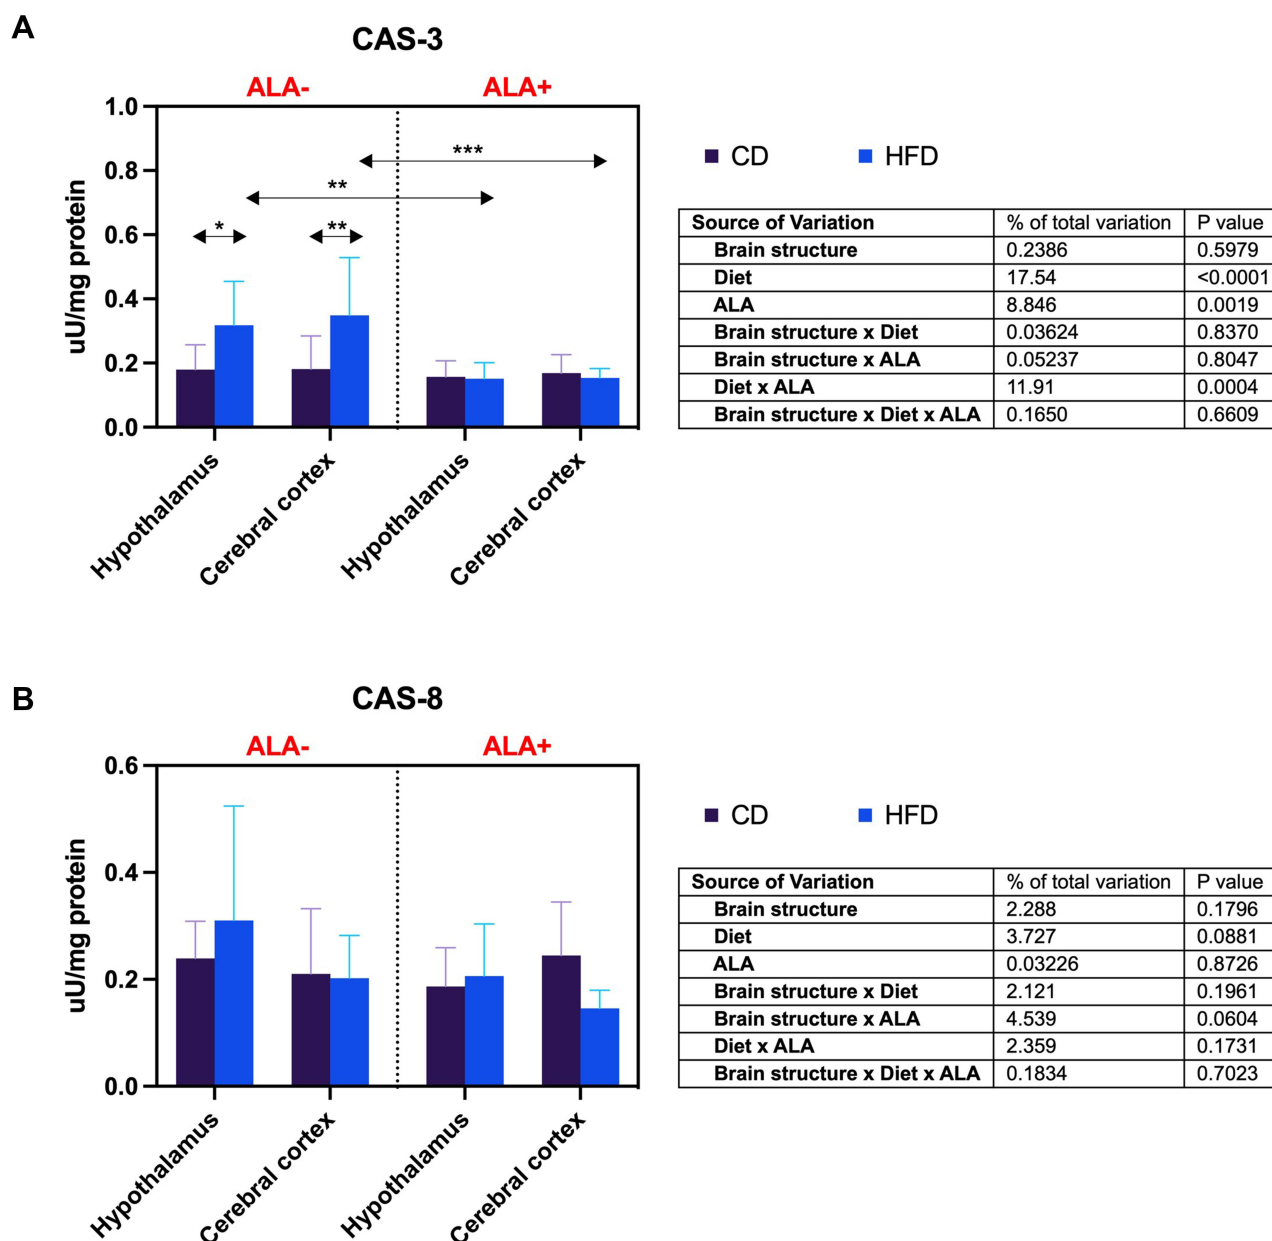 A
CAS-3
ALA- ALA+
1.0
0.8
0.6
0.4
0.2
0.0
uU/mg protein
***
**
* **
Hypothalamus
Cerebral cortex
Hypothalamus
Cerebral cortex
CD HFD
Source of Variation % of total variation P value
Brain structure 0.2386 0.5979
Diet 17.54 <0.0001
ALA 8.846 0.0019
Brain structure x Diet 0.03624 0.8370
Brain structure x ALA 0.05237 0.8047
Diet x ALA 11.91 0.0004
Brain structure x Diet x ALA 0.1650 0.6609
B
CAS-8
ALA- ALA+
0.6
0.4
0.2
0.0
uU/mg protein
Hypothalamus
Cerebral cortex
Hypothalamus
Cerebral cortex
CD HFD
Source of Variation % of total variation P value
Brain structure 2.288 0.1796
Diet 3.727 0.0881
ALA 0.03226 0.8726
Brain structure x Diet 2.121 0.1961
Brain structure x ALA 4.539 0.0604
Diet x ALA 2.359 0.1731
Brain structure x Diet x ALA 0.1834 0.7023